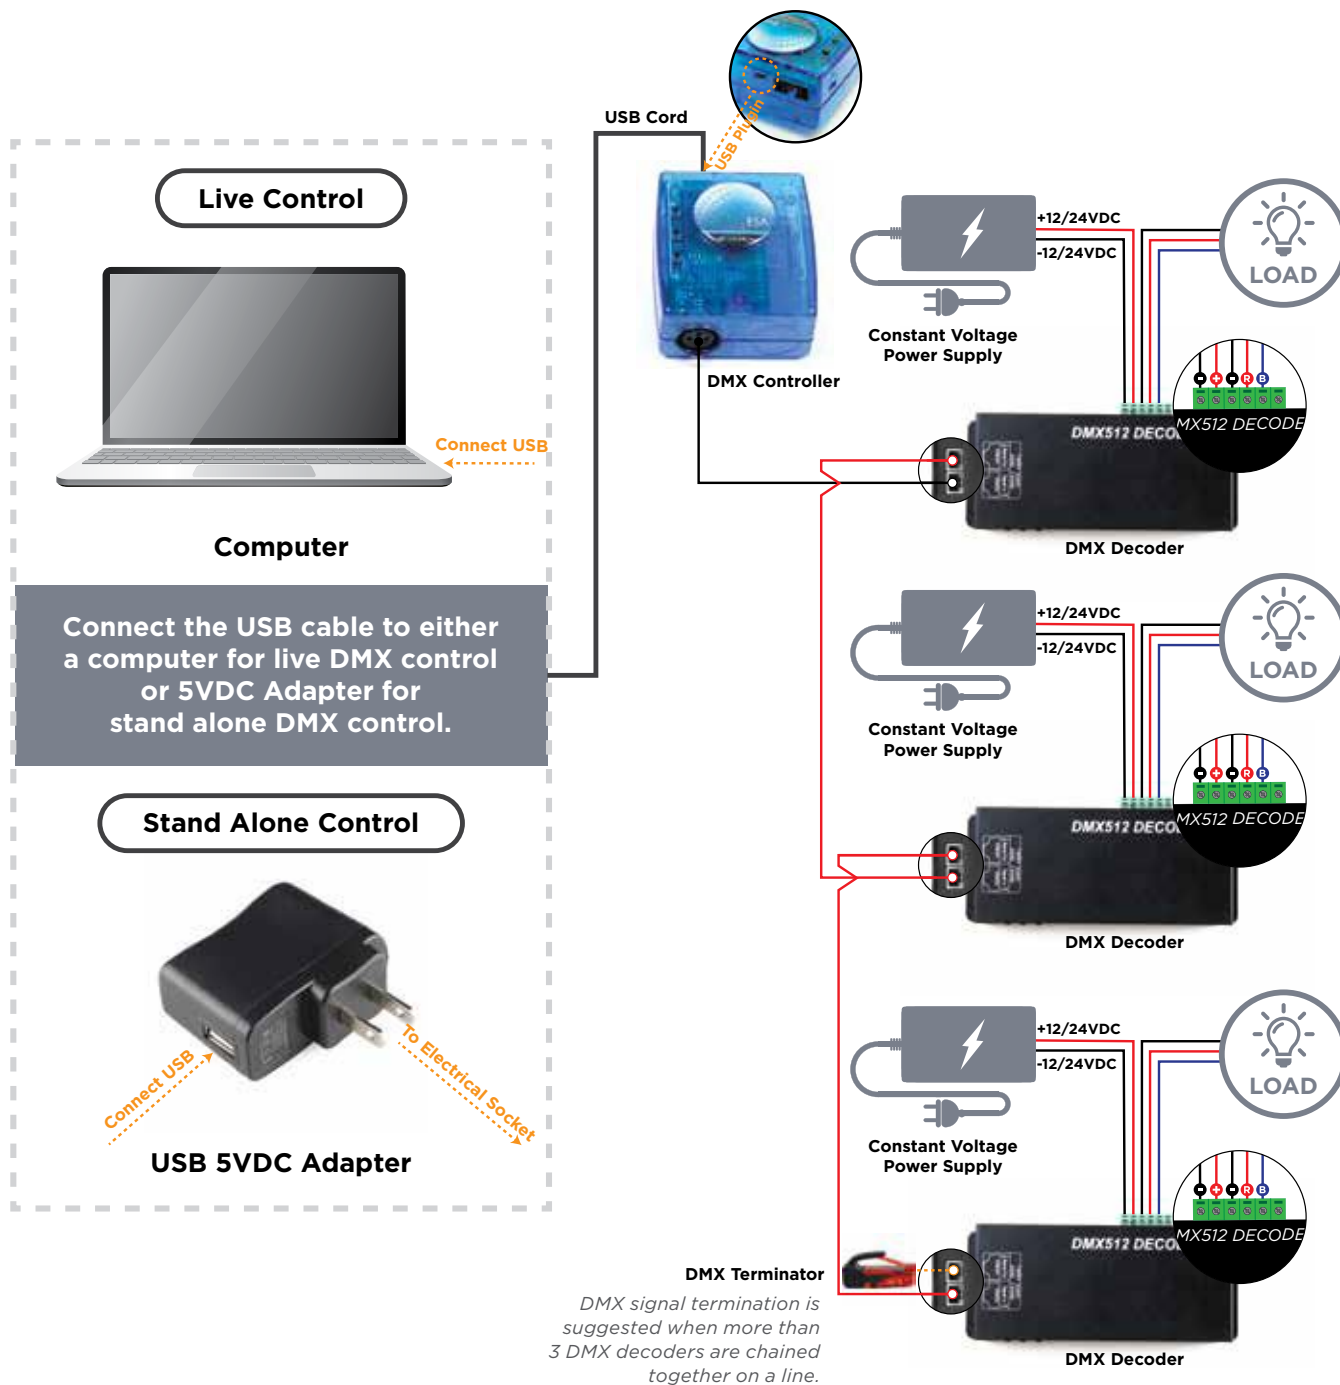 USB Cord
USB Plugin
Live Control
Connect USB
Computer
Connect the USB cable to either
a computer for live DMX control
or 5VDC Adapter for
stand alone DMX control.
Stand Alone Control
Connect USB
To Electrical Socket
USB 5VDC Adapter
DMX Controller
+12/24VDC
-12/24VDC
LOAD
Constant Voltage
Power Supply
- + - R B
MX512 DECODE
DMX512 DECO
DMX Decoder
+12/24VDC
-12/24VDC
LOAD
Constant Voltage
Power Supply
- + - R B
MX512 DECODE
DMX512 DECO
DMX Decoder
+12/24VDC
-12/24VDC
LOAD
Constant Voltage
Power Supply
- + - R B
MX512 DECODE
DMX512 DECO
DMX Terminator
DMX signal termination is
suggested when more than
3 DMX decoders are chained
together on a line.
DMX Decoder